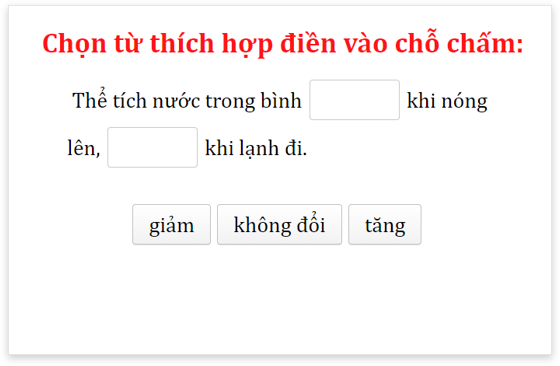 Chọn từ thích hợp điền vào chỗ chấm:
Thể tích nước trong bình khi nóng
lên, khi lạnh đi.
giảm không đổi tăng